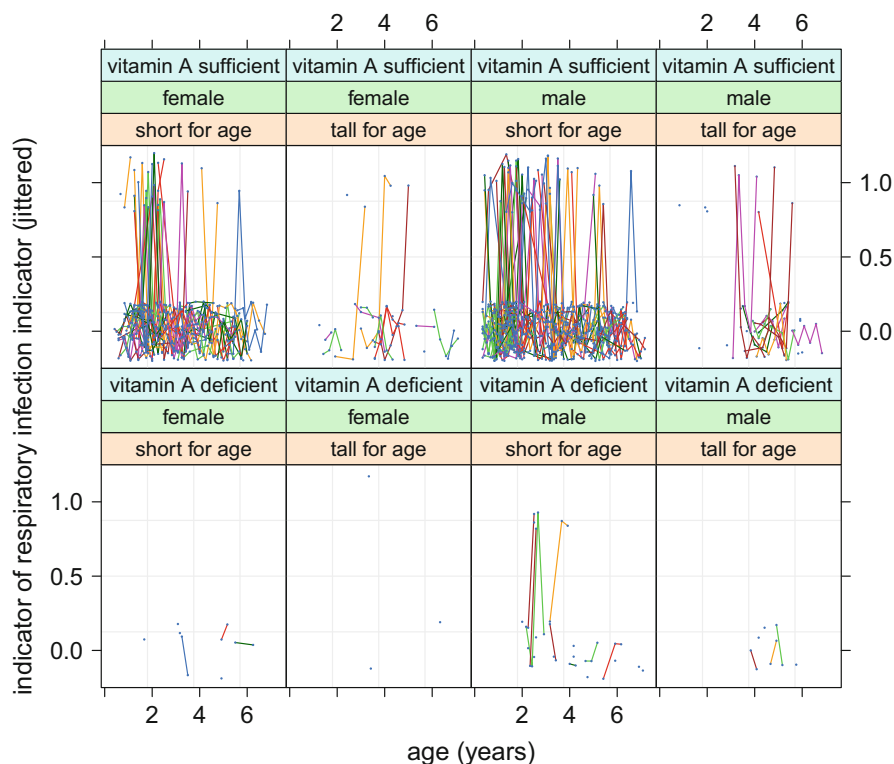 2 4 6 2 4 6
vitamin A sufficient vitamin A sufficient vitamin A sufficient vitamin A sufficient
female female male male
short for age tall for age short for age tall for age
1.0
0.5
0.0
vitamin A deficient vitamin A deficient vitamin A deficient vitamin A deficient
female female male male
short for age tall for age short for age tall for age
1.0
0.5
0.0
2 4 6 2 4 6
age (years)
indicator of respiratory infection indicator (jittered)